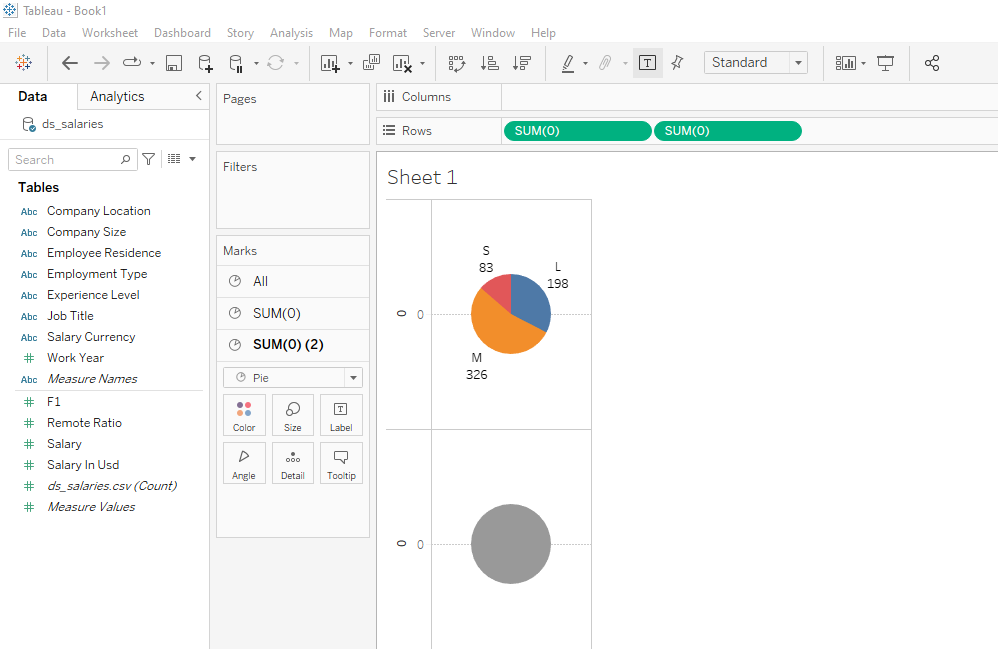 Tableau - Book1
File Data Worksheet Dashboard Story Analysis Map Format Server Window Help
Standard
Data Analytics
ds_salaries
Search
Tables
Abc Company Location
Abc Company Size
Abc Employee Residence
Abc Employment Type
Abc Experience Level
Abc Job Title
Abc Salary Currency
# Work Year
Abc Measure Names
# F1
# Remote Ratio
# Salary
# Salary In Usd
# ds_salaries.csv (Count)
# Measure Values
Pages
Filters
Marks
All
SUM(0)
SUM(0) (2)
Pie
Color Size Label
Angle Detail Tooltip
Columns
Rows SUM(0) SUM(0)
Sheet 1
S
83
L
198
M
326
0 0
0 0